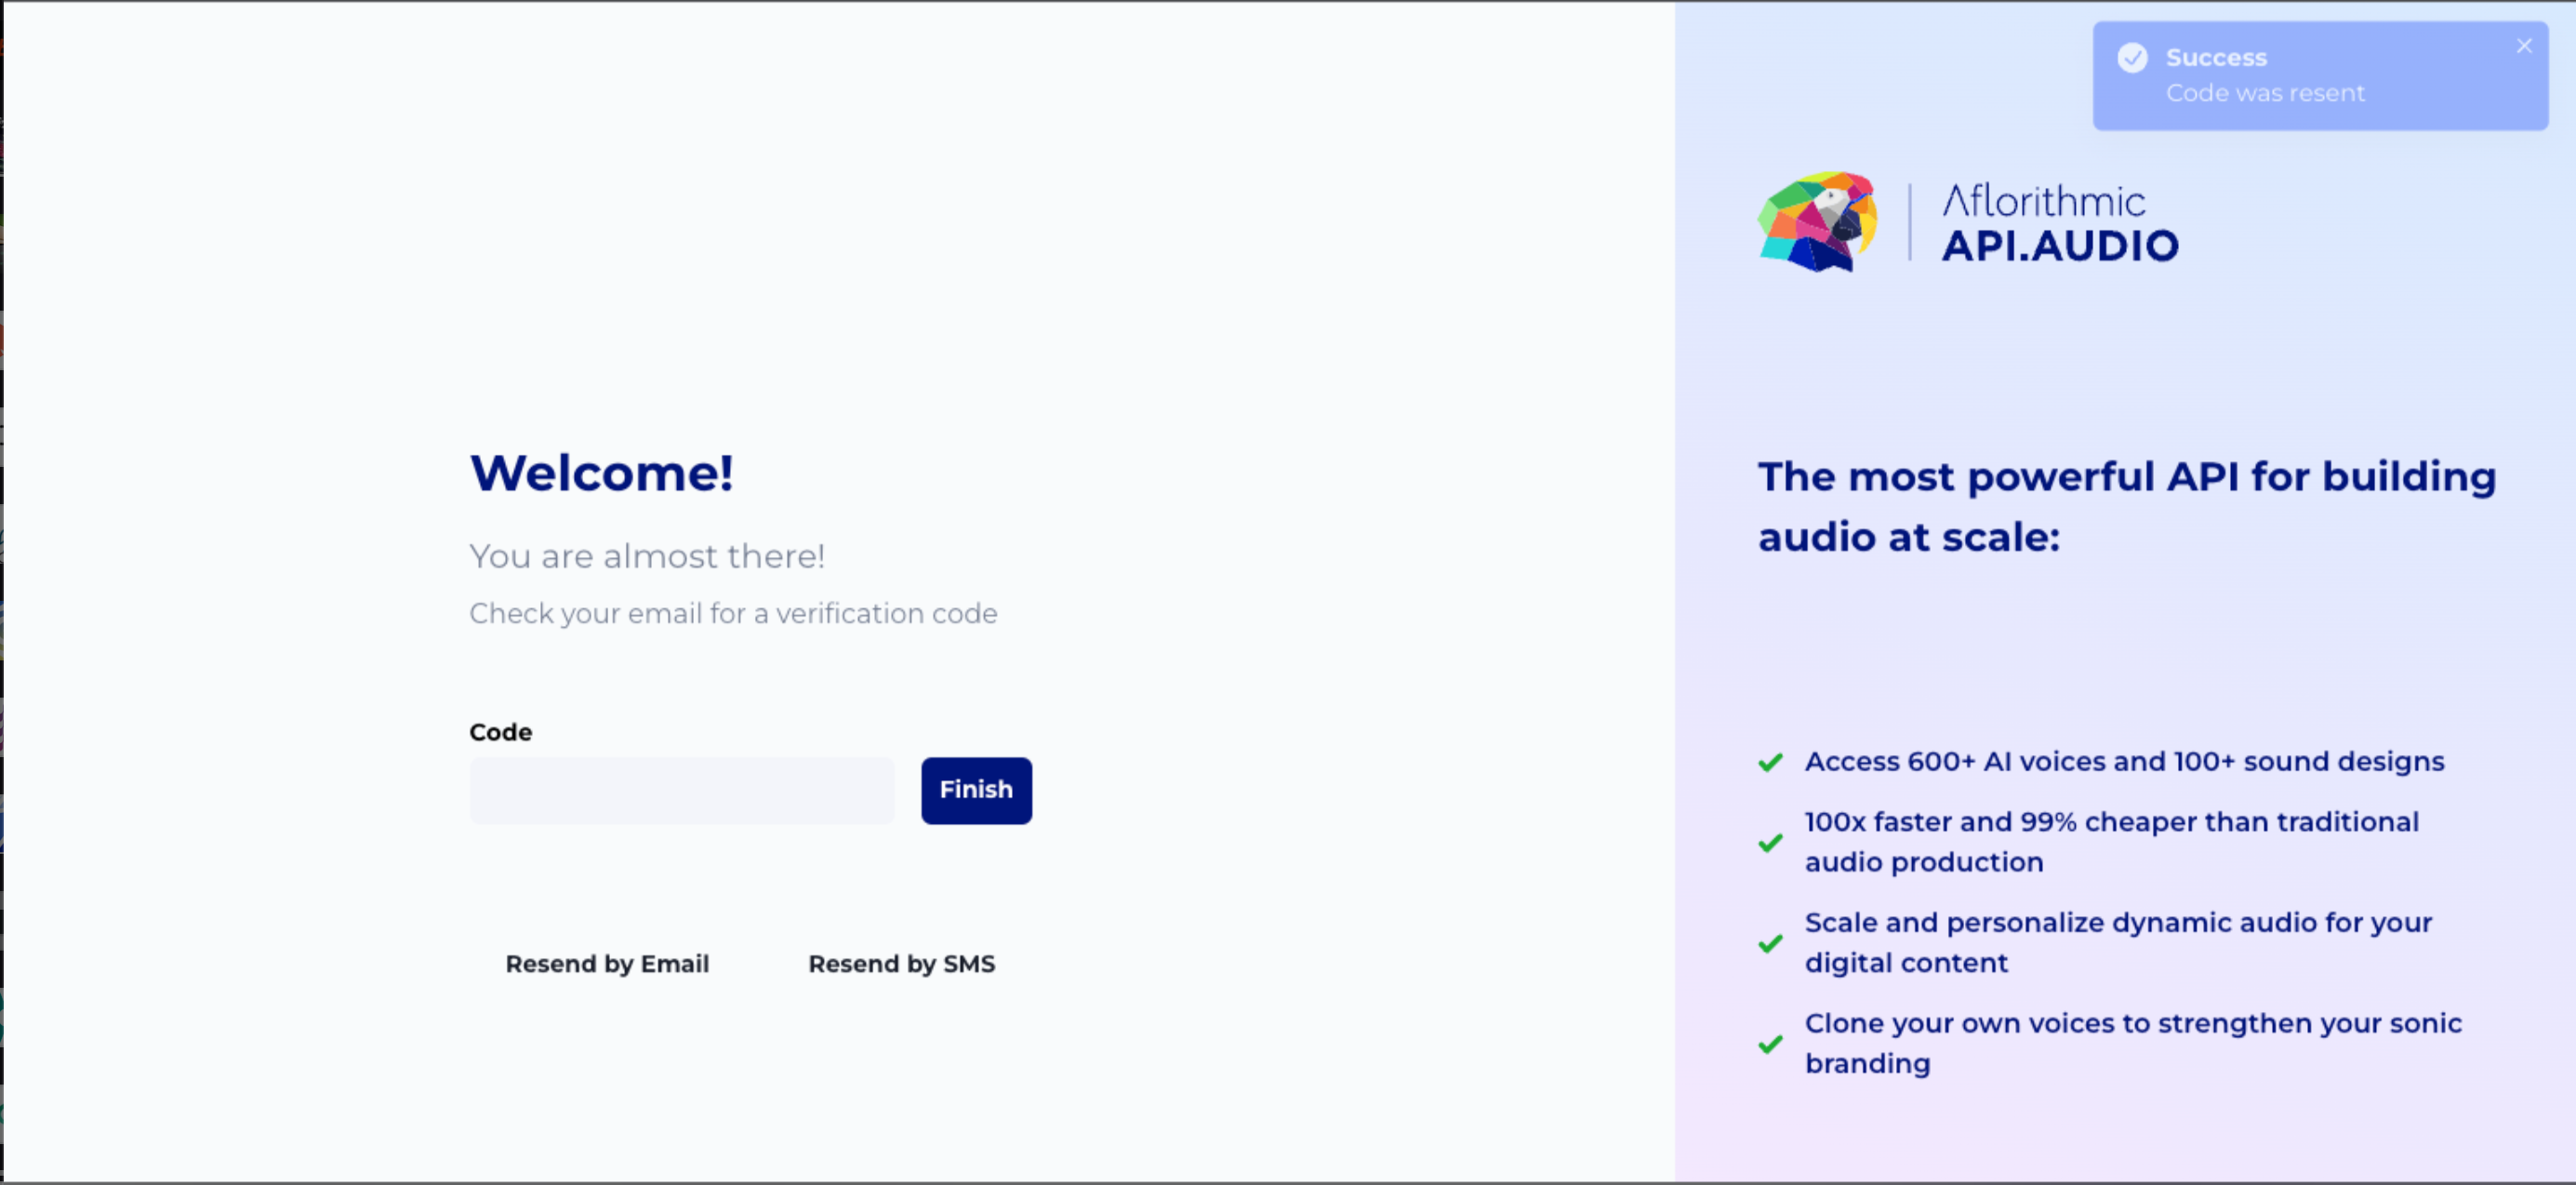 Success
Code was resent
Aflorithmic
API.AUDIO
Welcome!
You are almost there!
Check your email for a verification code
Code
Finish
Resend by Email
Resend by SMS
The most powerful API for building
audio at scale:
Access 600+ AI voices and 100+ sound designs
100x faster and 99% cheaper than traditional
audio production
Scale and personalize dynamic audio for your
digital content
Clone your own voices to strengthen your sonic
branding